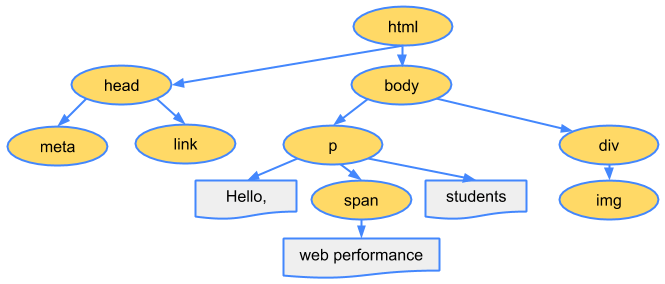 html
head
body
meta
link
p
div
Hello,
span
students
img
web performance